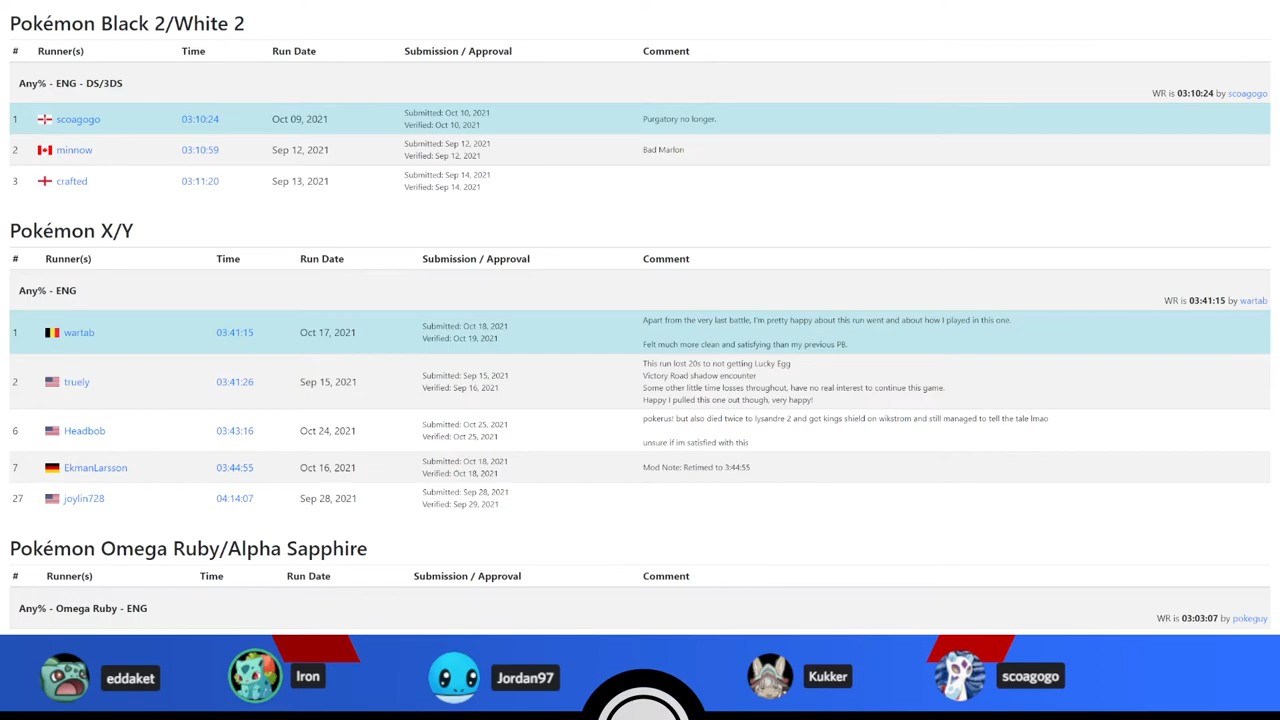 Pokémon Black 2/White 2
# Runner(s) Time Run Date Submission / Approval Comment
Any% - ENG - DS/3DS
WR is 03:10:24 by scoagogo
1 scoagogo 03:10:24 Oct 09, 2021 Submitted: Oct 10, 2021 Purgatory no longer.
Verified: Oct 10, 2021
2 minnow 03:10:59 Sep 12, 2021 Submitted: Sep 12, 2021 Bad Marlon
Verified: Sep 12, 2021
3 crafted 03:11:20 Sep 13, 2021 Submitted: Sep 14, 2021
Verified: Sep 14, 2021
Pokémon X/Y
# Runner(s) Time Run Date Submission / Approval Comment
Any% - ENG
WR is 03:41:15 by wartab
1 wartab 03:41:15 Oct 17, 2021 Submitted: Oct 18, 2021 Apart from the very last battle, I'm pretty happy about this run went and about how I played in this one.
Verified: Oct 19, 2021 Felt much more clean and satisfying than my previous PB.
This run lost 20s to not getting Lucky Egg
2 truely 03:41:26 Sep 15, 2021 Submitted: Sep 15, 2021 Victory Road shadow encounter
Verified: Sep 16, 2021 Some other little time losses throughout, have no real interest to continue this game.
Happy I pulled this one out though, very happy!
6 Headbob 03:43:16 Oct 24, 2021 Submitted: Oct 25, 2021 pokerus! but also died twice to lysandre 2 and got kings shield on wikstrom and still managed to tell the tale lmao
Verified: Oct 25, 2021 unsure if im satisfied with this
7 EkmanLarsson 03:44:55 Oct 16, 2021 Submitted: Oct 18, 2021 Mod Note: Retimed to 3:44:55
Verified: Oct 18, 2021
27 joylin728 04:14:07 Sep 28, 2021 Submitted: Sep 28, 2021
Verified: Sep 29, 2021
Pokémon Omega Ruby/Alpha Sapphire
# Runner(s) Time Run Date Submission / Approval Comment
Any% - Omega Ruby - ENG
WR is 03:03:07 by pokeguy
eddaket Iron Jordan97 Kukker scoagogo